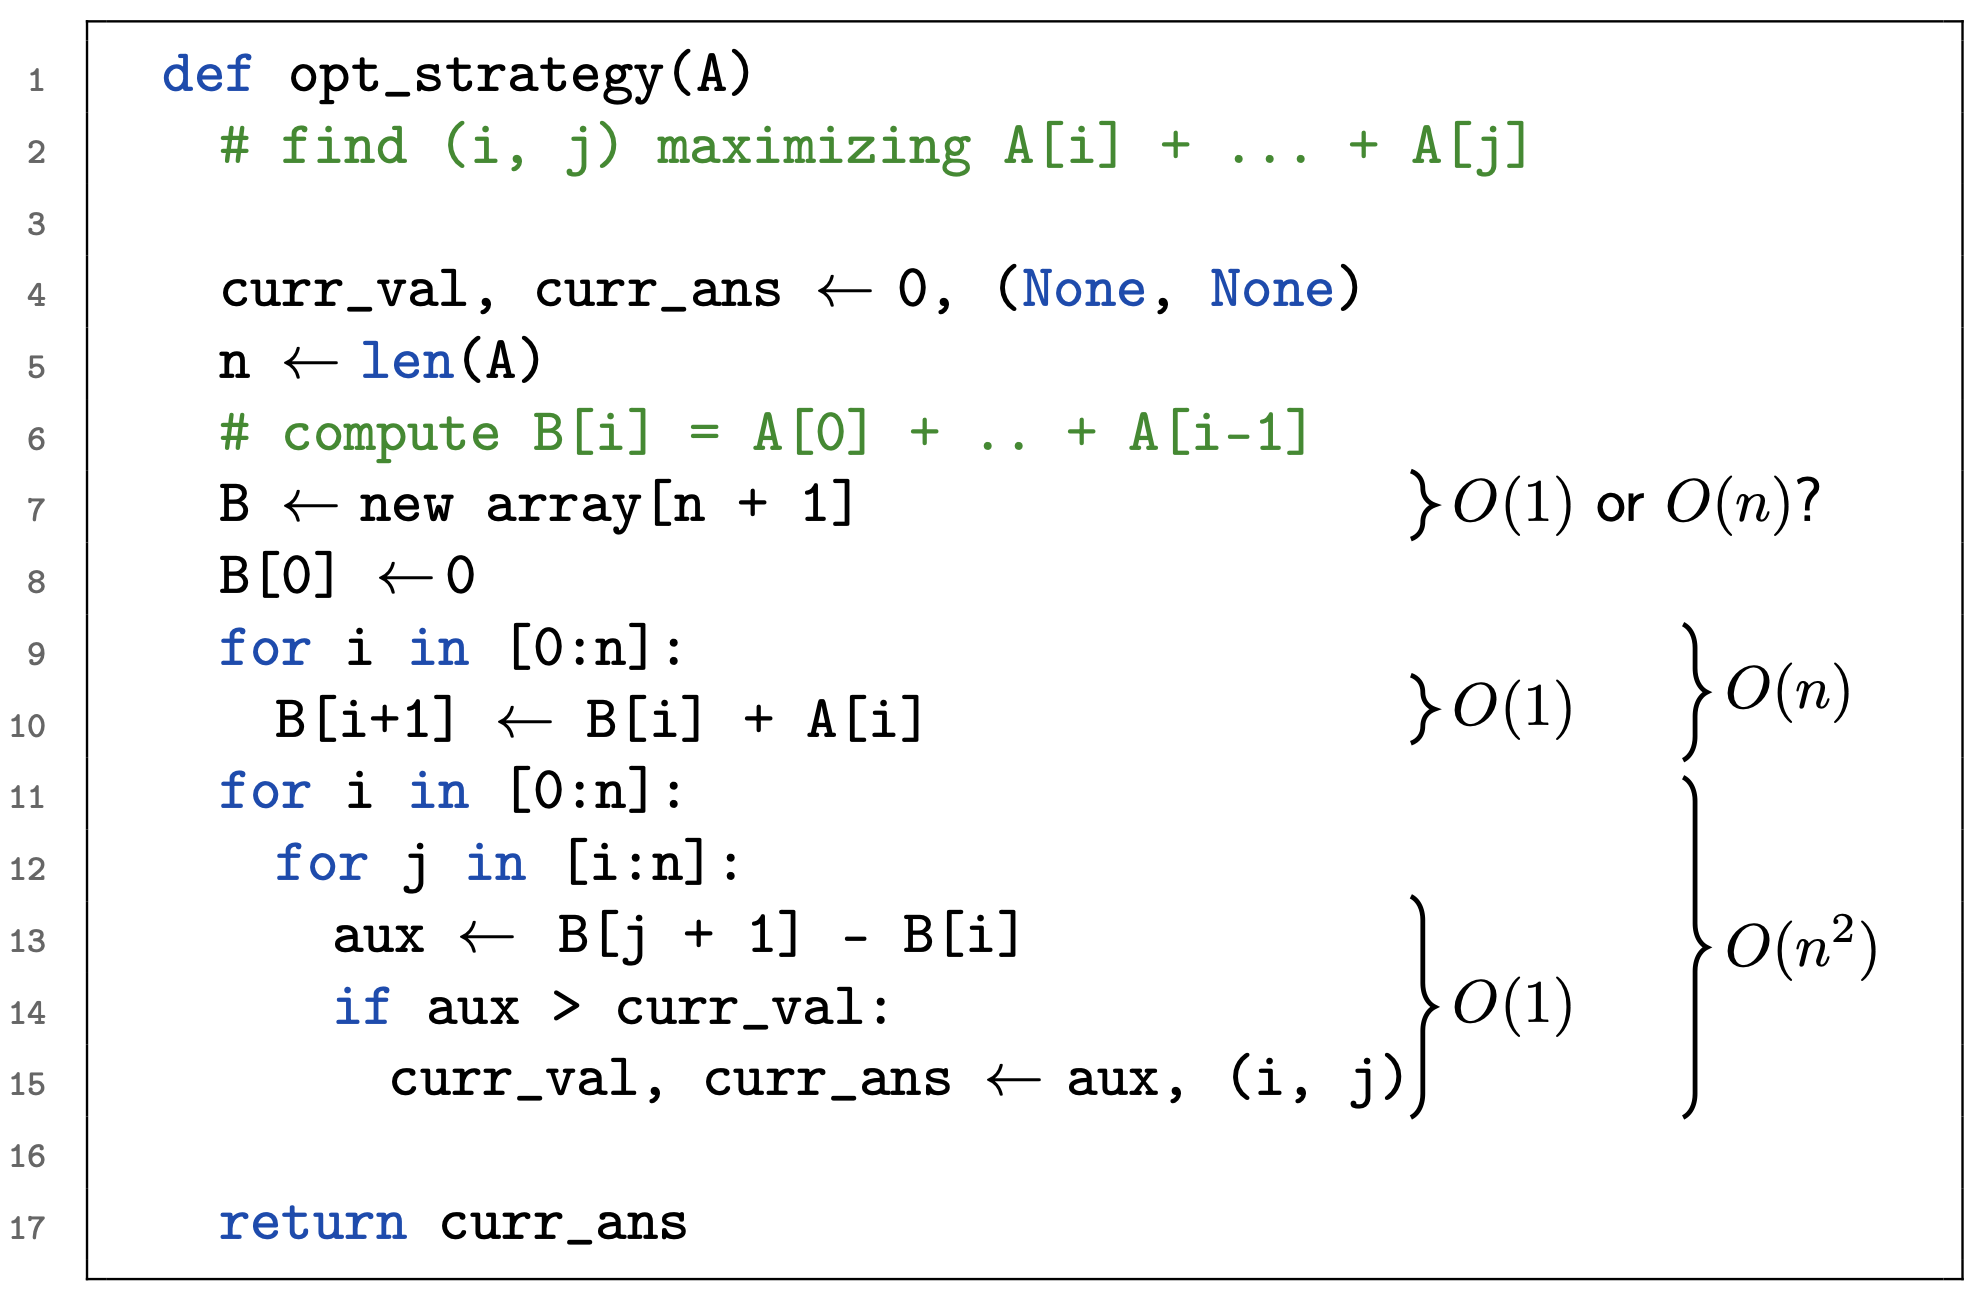 1 def opt_strategy(A)
2 # find (i, j) maximizing A[i] + ... + A[j]
3
4 curr_val, curr_ans ← 0, (None, None)
5 n ← len(A)
6 # compute B[i] = A[0] + .. + A[i-1]
7 B ← new array[n + 1] } O(1) or O(n)?
8 B[0] ← 0
9 for i in [0:n]: } O(n)
10 B[i+1] ← B[i] + A[i] } O(1)
11 for i in [0:n]:
12 for j in [i:n]:
13 aux ← B[j + 1] - B[i] } O(n²)
14 if aux > curr_val: } O(1)
15 curr_val, curr_ans ← aux, (i, j)
16
17 return curr_ans